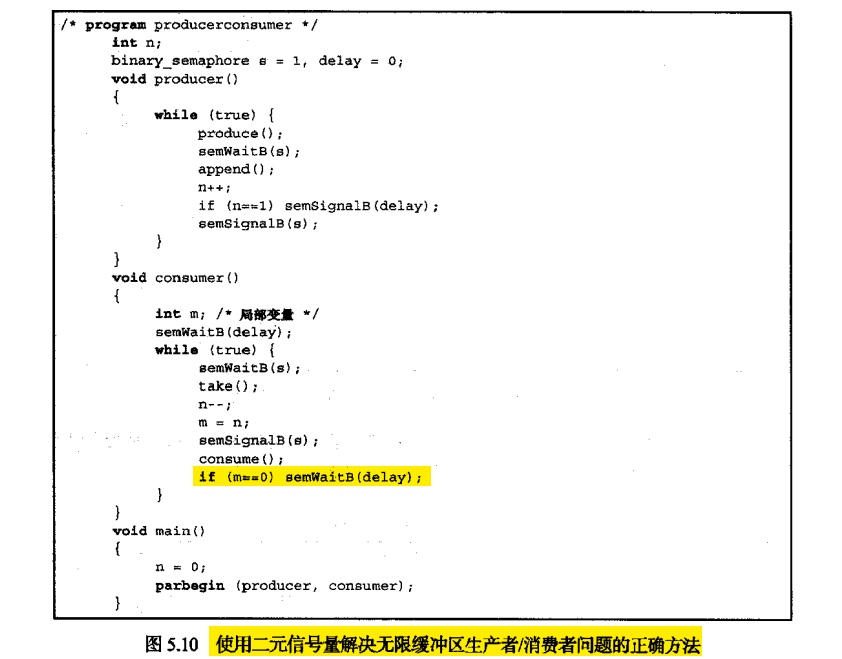 /* program producerconsumer */
int n;
binary_semaphore s = 1, delay = 0;
void producer()
{
while (true) {
produce();
semWaitB(s);
append();
n++;
if (n==1) semSignalB(delay);
semSignalB(s);
}
}
void consumer()
{
int m; /* 局部变量 */
semWaitB(delay);
while (true) {
semWaitB(s);
take();
n--;
m = n;
semSignalB(s);
consume();
if (m==0) semWaitB(delay);
}
}
void main()
{
n = 0;
parbegin (producer, consumer);
}
图 5.10 使用二元信号量解决无限缓冲区生产者/消费者问题的正确方法